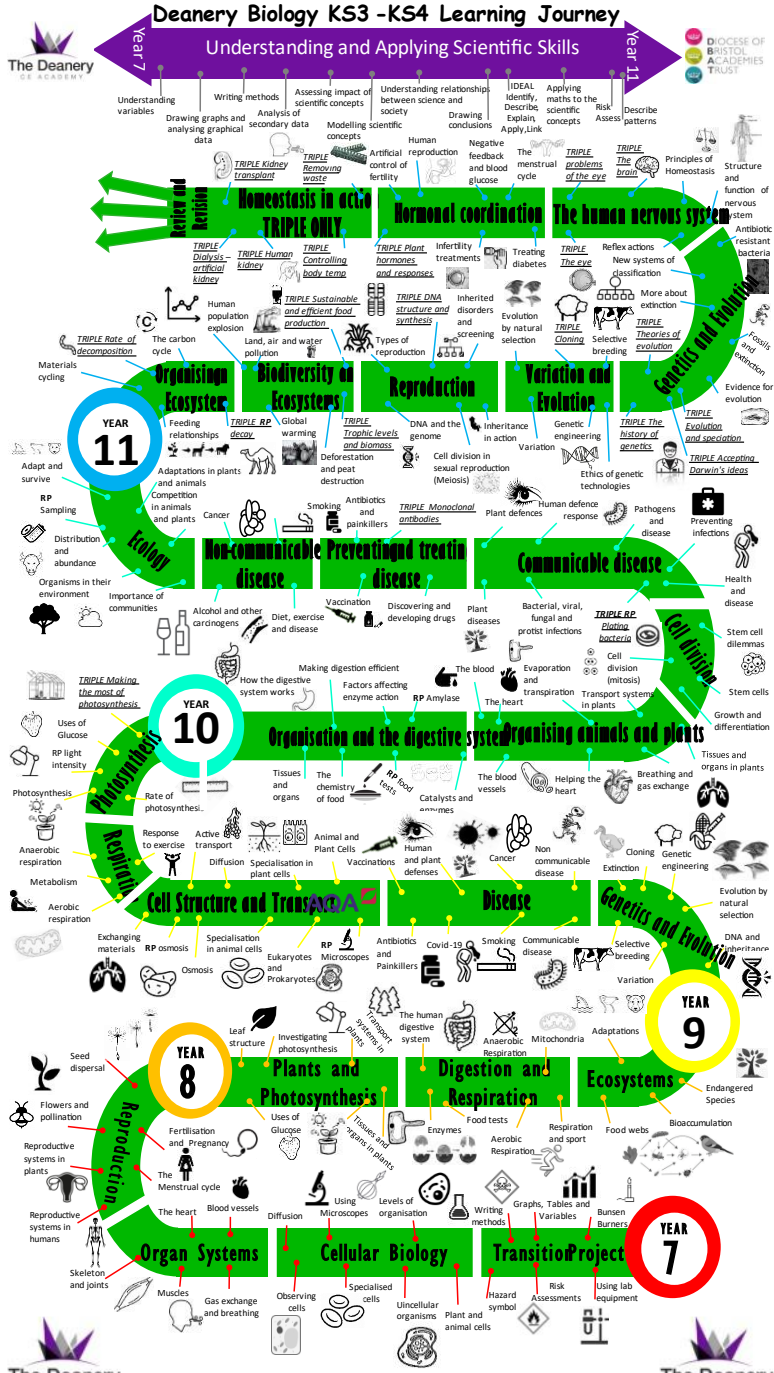 Deanery Biology KS3 -KS4 Learning Journey
The Deanery
CE ACADEMY
Year 7
Understanding and Applying Scientific Skills
Year 11
DIOCESE OF
BRISTOL
ACADEMIES
TRUST
Understanding
variables
Drawing graphs and
analysing graphical
data
Writing methods
Analysis of
secondary data
Assessing impact of
scientific concepts
Modelling scientific
concepts
Understanding relationships
between science and
society
Drawing
conclusions
IDEAL
Identify,
Describe,
Explain,
Apply,Link
Applying
maths to the
scientific
concepts
Risk
Assess
Describe
patterns
TRIPLE Kidney
transplant
TRIPLE
Removing
waste
Artificial
control of
fertility
Human
reproduction
Negative
feedback
and blood
glucose
The
menstrual
cycle
TRIPLE
problems
of the eye
TRIPLE
The
brain
Principles of
Homeostasis
Structure
and
function of
nervous
system
Review and
Revision
Homeostasis in actio
TRIPLE ONLY
Hormonal coordination
The human nervous system
TRIPLE
Dialysis –
artificial
kidney
TRIPLE Human
kidney
TRIPLE
Controlling
body temp
TRIPLE Plant
hormones
and responses
Infertility
treatments
Treating
diabetes
TRIPLE
The eye
Reflex actions
New systems of
classification
More about
extinction
Antibiotic
resistant
bacteria
Genetics and Evolution
Fossils
and
extinction
Evidence for
evolution
TRIPLE Rate of
decomposition
The carbon
cycle
Human
population
explosion
Land, air and water
pollution
TRIPLE Sustainable
and efficient food
production
Types of
reproduction
TRIPLE DNA
structure and
synthesis
Inherited
disorders
and
screening
Evolution
by natural
selection
TRIPLE
Cloning
Selective
breeding
TRIPLE
Theories of
evolution
Materials
cycling
Organising an
Ecosystem
Biodiversity an
Ecosystems
Reproduction
Variation and
Evolution
YEAR
11
Feeding
relationships
TRIPLE RP
decay
Global
warming
Deforestation
and peat
destruction
TRIPLE
Trophic levels
and biomass
DNA and the
genome
Cell division in
sexual reproduction
(Meiosis)
Inheritance
in action
Variation
Genetic
engineering
Ethics of genetic
technologies
TRIPLE The
history of
genetics
TRIPLE
Evolution
and speciation
TRIPLE Accepting
Darwin's ideas
Adapt and
survive
RP
Sampling
Distribution
and
abundance
Organisms in their
environment
Adaptations in plants
and animals
Competition
in animals
and plants
Importance of
communities
Ecology
Cancer
Smoking
Antibiotics
and
painkillers
TRIPLE Monoclonal
antibodies
Plant defences
Human defence
response
Pathogens
and
disease
Preventing
infections
Non-communicable
disease
Preventing and treatin
disease
Communicable disease
Health
and
disease
Alcohol and other
carcinogens
Diet, exercise
and disease
Vaccination
Discovering and
developing drugs
Plant
diseases
Bacterial, viral,
fungal and
protist infections
TRIPLE RP
Plating
bacteria
Cell
division
(mitosis)
Cell division
Stem cell
dilemmas
Stem cells
Growth and
differentiation
TRIPLE Making
the most of
photosynthesis
How the digestive
system works
Making digestion efficient
Factors affecting
enzyme action
RP Amylase
The blood
The heart
Evaporation
and
transpiration
Transport systems
in plants
Tissues and
organs in plants
YEAR
10
Organisation and the digestive system
Organising animals and plants
Uses of
Glucose
RP light
intensity
Photosynthesis
Rate of
photosynthesi..
Photosynthesis
Tissues
and
organs
The
chemistry
of food
RP food
tests
Catalysts and
enzymes
The blood
vessels
Helping the
heart
Breathing and
gas exchange
Anaerobic
respiration
Metabolism
Aerobic
respiration
Respiratio
Response
to exercise
Active
transport
Diffusion
Specialisation in
plant cells
Animal and
Plant Cells
Vaccinations
Human
and plant
defenses
Cancer
Non
communicable
disease
Cloning
Extinction
Genetic
engineering
Evolution by
natural
selection
Cell Structure and Trans
AQA
Disease
Genetics and Evolution
Exchanging
materials
RP osmosis
Osmosis
Specialisation
in animal cells
Eukaryotes
and
Prokaryotes
RP
Microscopes
Antibiotics
and
Painkillers
Covid-19
Smoking
Communicable
disease
Selective
breeding
Variation
DNA and
inheritance
YEAR
9
Seed
dispersal
YEAR
8
Leaf
structure
Investigating
photosynthesis
Transport
systems in
plants
The human
digestive
system
Anaerobic
Respiration
Mitochondria
Adaptations
Endangered
Species
Plants and
Photosynthesis
Digestion and
Respiration
Ecosystems
Flowers and
pollination
Reproductive
systems in
plants
Reproductive
systems in
humans
Reproduction
Fertilisation
and Pregnancy
The
Menstrual cycle
Uses of
Glucose
Tissues and
organs in plants
Enzymes
Food tests
Aerobic
Respiration
Respiration
and sport
Food webs
Bioaccumulation
The heart
Blood vessels
Diffusion
Using
Microscopes
Levels of
organisation
Writing
methods
Graphs, Tables and
Variables
Bunsen
Burners
Organ Systems
Cellular Biology
Transition Project
YEAR
7
Skeleton
and joints
Muscles
Gas exchange
and breathing
Observing
cells
Specialised
cells
Uincellular
organisms
Plant and
animal cells
Hazard
symbol
Risk
Assessments
Using lab
equipment
The Deanery
The Deanery